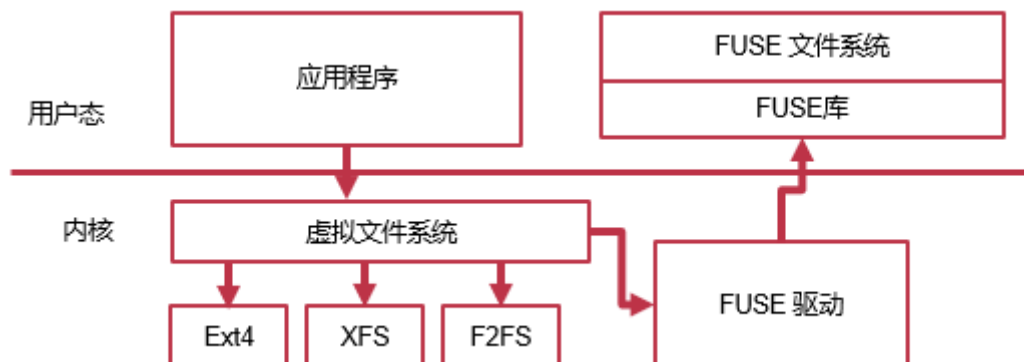 应用程序
FUSE 文件系统
FUSE库
用户态
内核
虚拟文件系统
FUSE 驱动
Ext4
XFS
F2FS